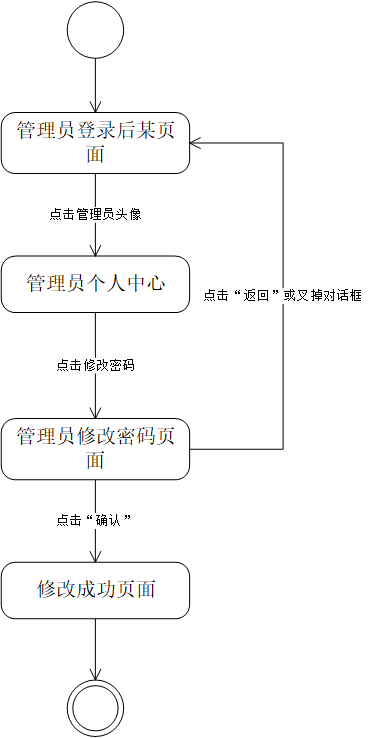 管理员登录后某页
面
点击管理员头像
管理员个人中心
点击“返回”或叉掉对话框
点击修改密码
管理员修改密码页
面
点击“确认”
修改成功页面